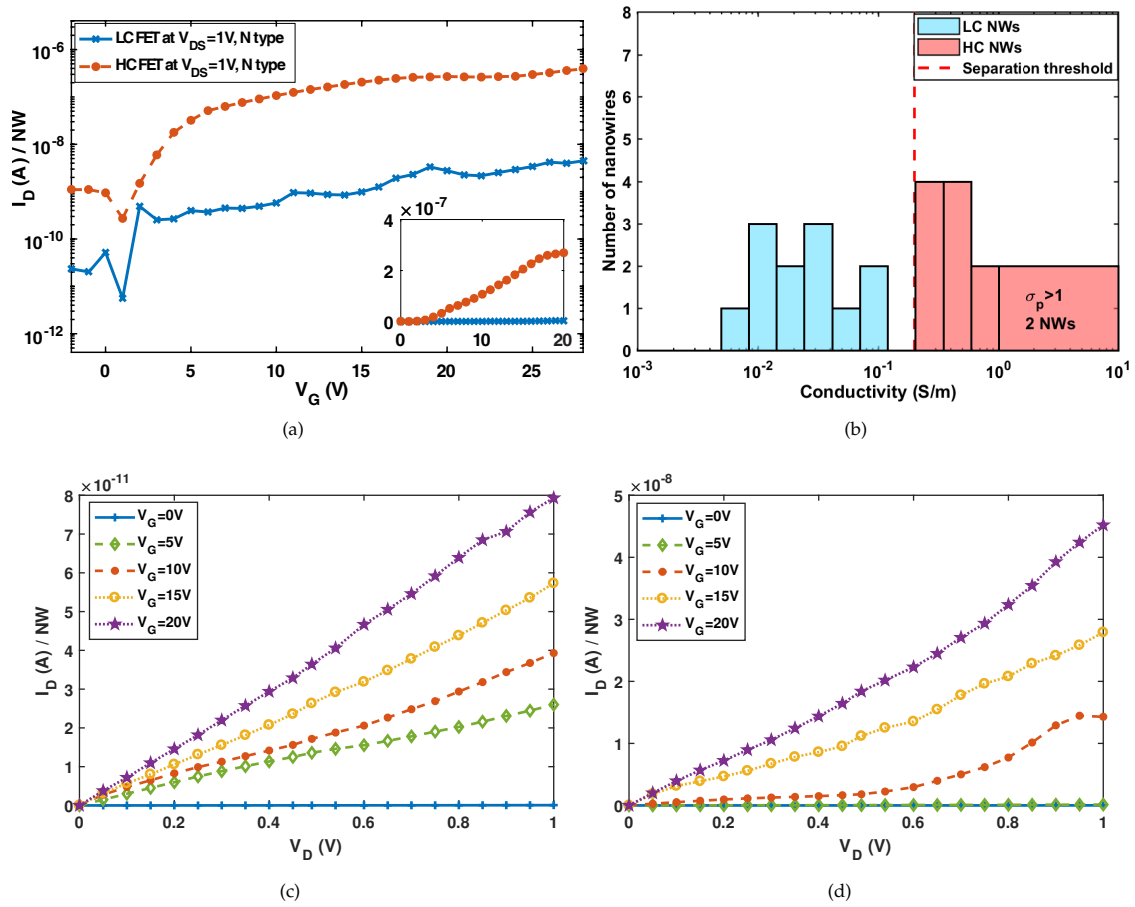 LC FET at V_DS=1V, N type
HC FET at V_DS=1V, N type
I_D (A) / NW
10^-6
10^-8
10^-10
10^-12
0 5 10 15 20 25
V_G (V)
×10^-7
4
2
0
0 10 20
(a)
LC NWs
HC NWs
Separation threshold
Number of nanowires
8
7
6
5
4
3
2
1
0
σ_p>1
2 NWs
10^-3 10^-2 10^-1 10^0 10^1
Conductivity (S/m)
(b)
×10^-11
V_G=0V
V_G=5V
V_G=10V
V_G=15V
V_G=20V
I_D (A) / NW
8
7
6
5
4
3
2
1
0
0 0.2 0.4 0.6 0.8 1
V_D (V)
(c)
×10^-8
V_G=0V
V_G=5V
V_G=10V
V_G=15V
V_G=20V
I_D (A) / NW
5
4
3
2
1
0
0 0.2 0.4 0.6 0.8 1
V_D (V)
(d)